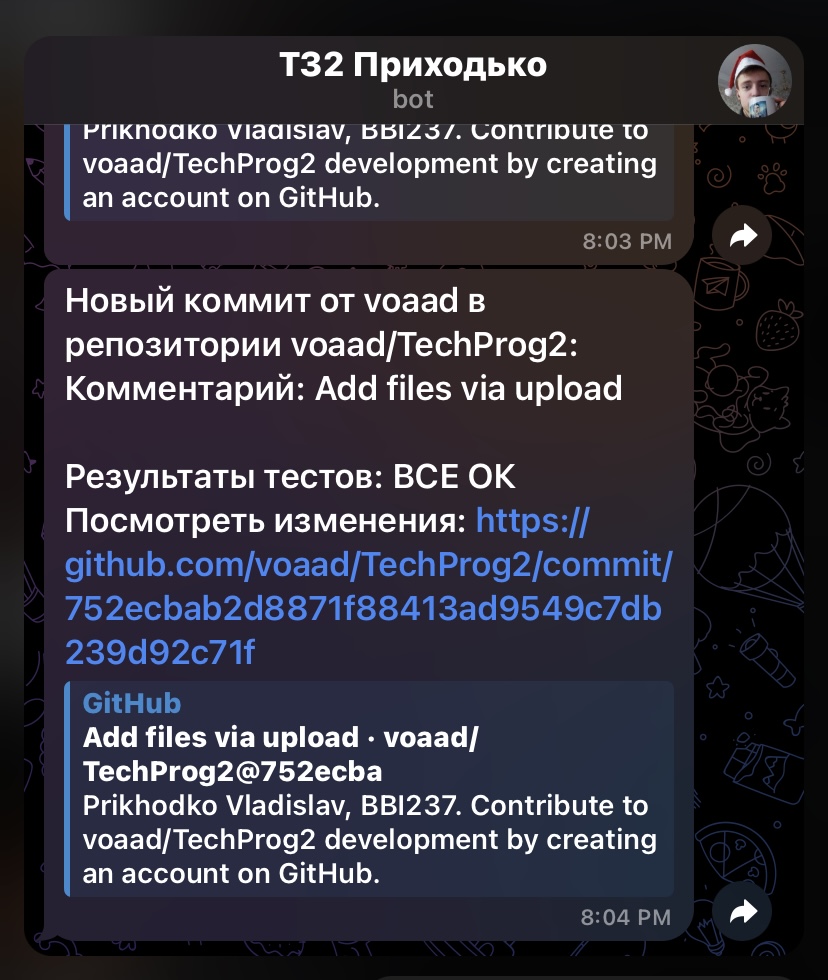 ТЗ2 Приходько
bot
Prikhodko Vladislav, BBI237. Contribute to
voaad/TechProg2 development by creating
an account on GitHub.
8:03 PM
Новый коммит от voaad в
репозитории voaad/TechProg2:
Комментарий: Add files via upload
Результаты тестов: ВСЕ ОК
Посмотреть изменения: https://
github.com/voaad/TechProg2/commit/
752ecbab2d8871f88413ad9549c7db
239d92c71f
GitHub
Add files via upload · voaad/
TechProg2@752ecba
Prikhodko Vladislav, BBI237. Contribute to
voaad/TechProg2 development by creating
an account on GitHub.
8:04 PM